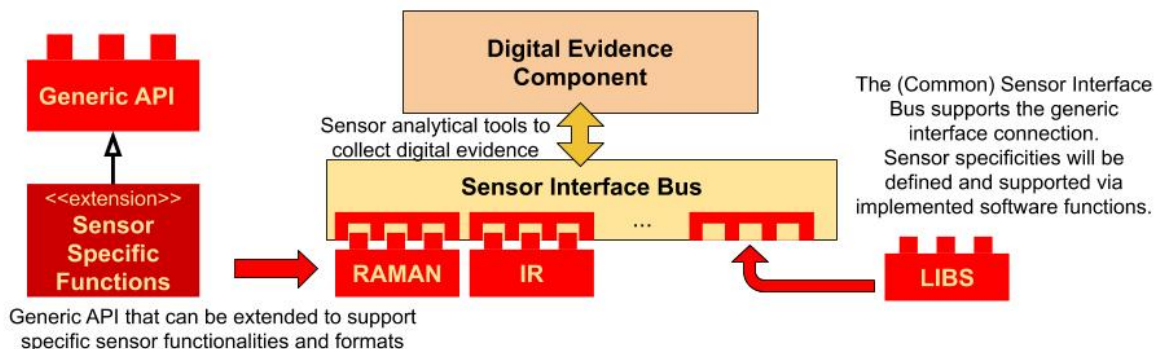 Generic API
<<extension>>
Sensor
Specific
Functions
Generic API that can be extended to support
specific sensor functionalities and formats
Digital Evidence
Component
Sensor analytical tools to
collect digital evidence
Sensor Interface Bus
...
RAMAN
IR
The (Common) Sensor Interface
Bus supports the generic
interface connection.
Sensor specificities will be
defined and supported via
implemented software functions.
LIBS